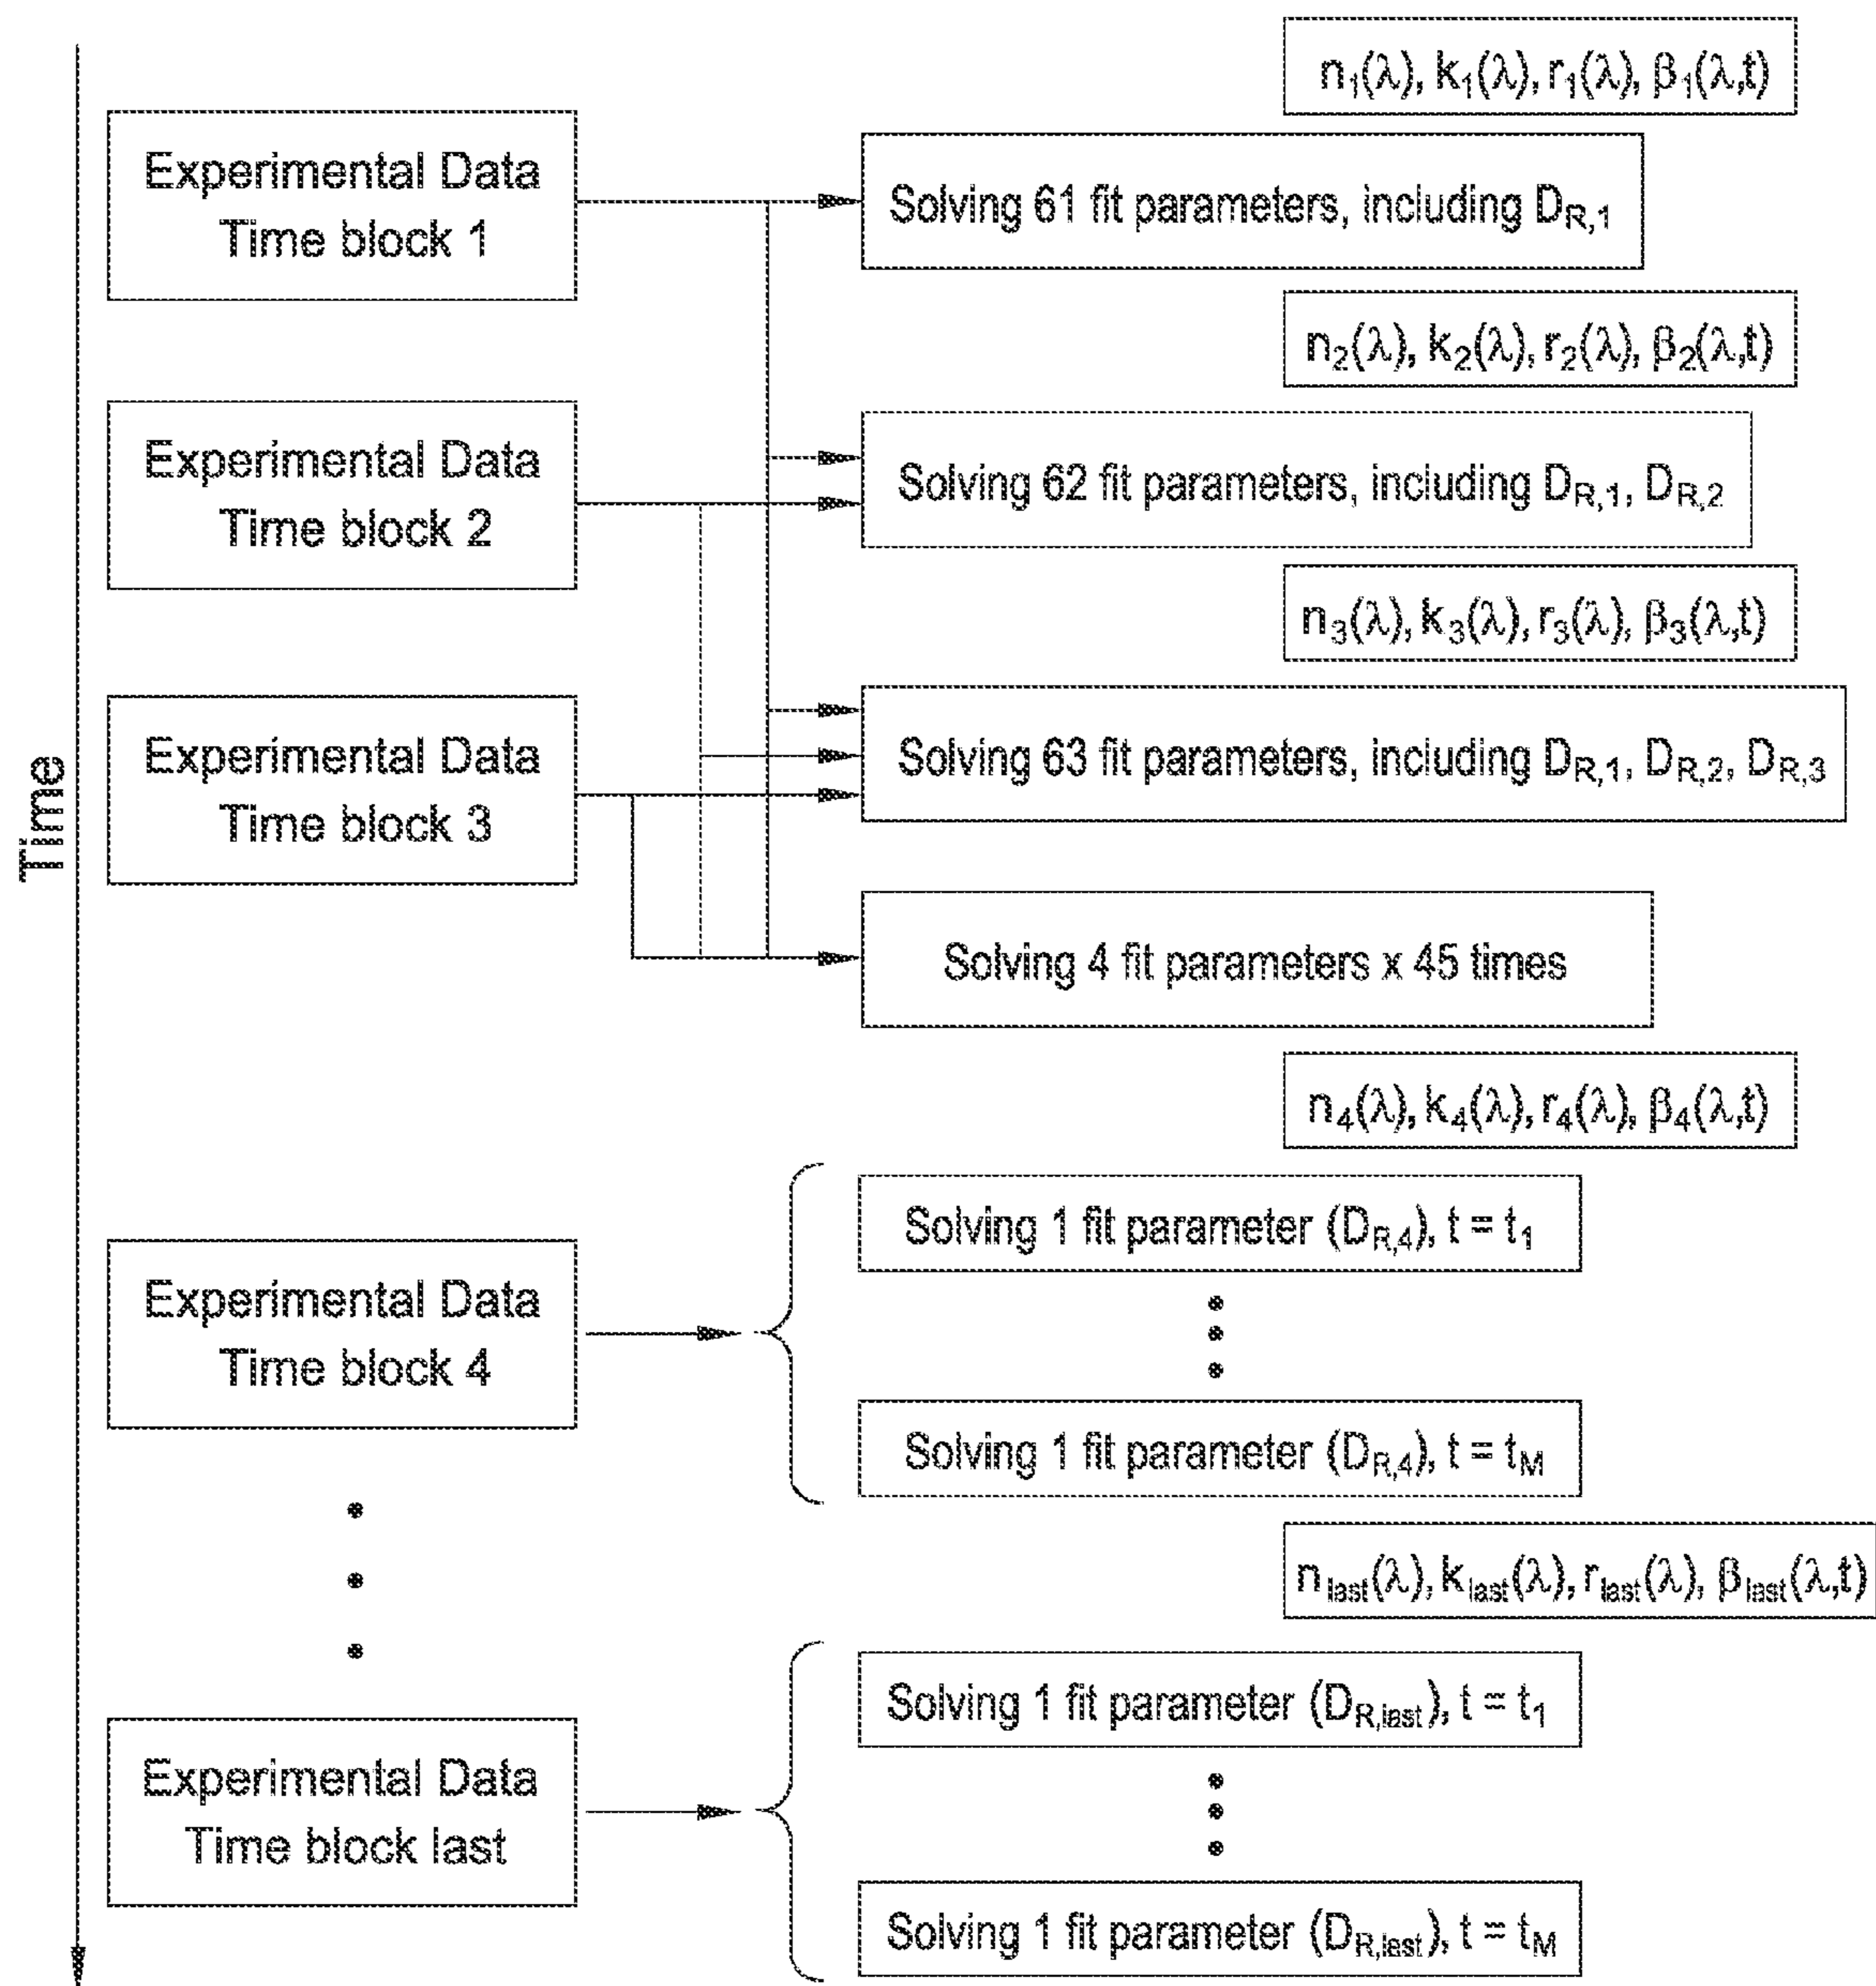 Time
n₁(λ), k₁(λ), r₁(λ), β₁(λ,t)
Experimental Data
Time block 1
Solving 61 fit parameters, including D_R,1
n₂(λ), k₂(λ), r₂(λ), β₂(λ,t)
Experimental Data
Time block 2
Solving 62 fit parameters, including D_R,1, D_R,2
n₃(λ), k₃(λ), r₃(λ), β₃(λ,t)
Experimental Data
Time block 3
Solving 63 fit parameters, including D_R,1, D_R,2, D_R,3
Solving 4 fit parameters x 45 times
n₄(λ), k₄(λ), r₄(λ), β₄(λ,t)
Experimental Data
Time block 4
Solving 1 fit parameter (D_R,4), t = t₁
Solving 1 fit parameter (D_R,4), t = t_M
n_last(λ), k_last(λ), r_last(λ), β_last(λ,t)
Experimental Data
Time block last
Solving 1 fit parameter (D_R,last), t = t₁
Solving 1 fit parameter (D_R,last), t = t_M